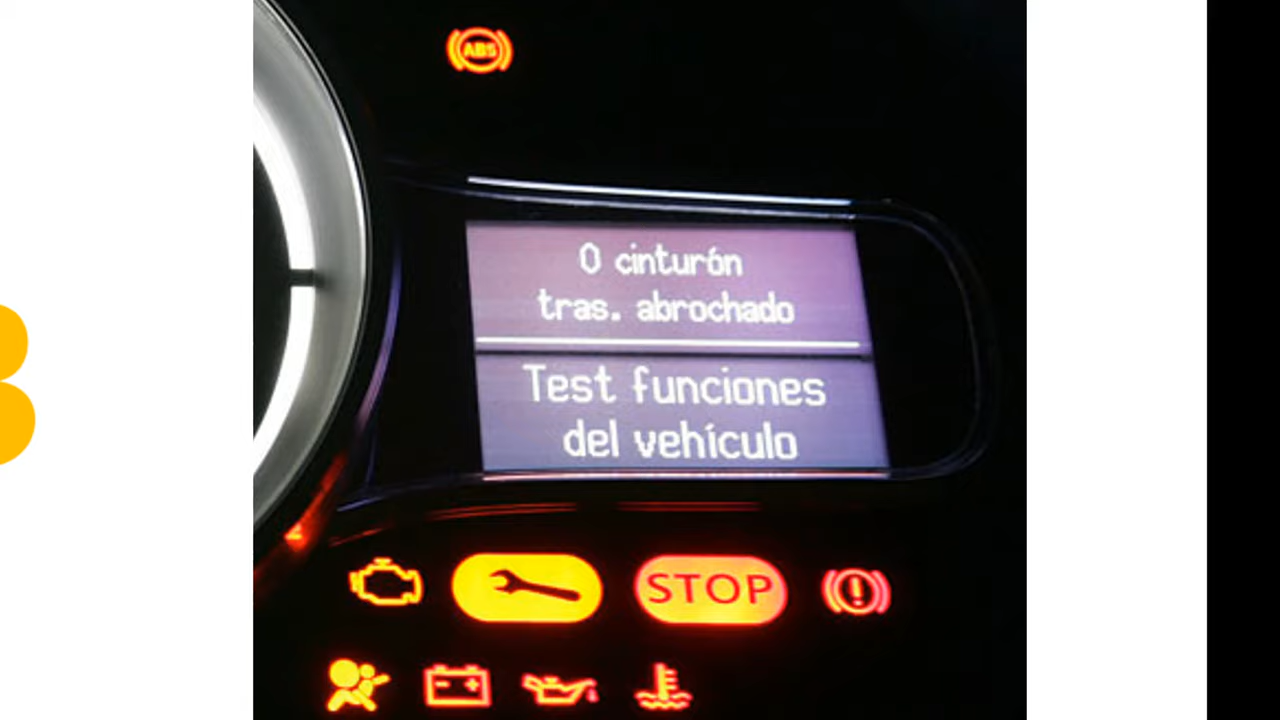 ABS
0 cinturón
tras. abrochado
Test funciones
del vehículo
STOP